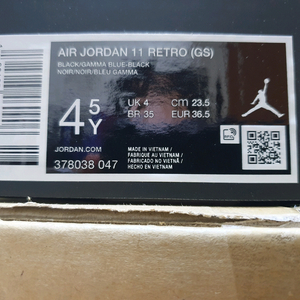 AIR JORDAN 11 RETRO (GS)
BLACK/GAMMA BLUE-BLACK
NOIR/NOIR/BLEU GAMMA
4 5Y
UK 4 CM 23.5
BR 35 EUR 36.5
JORDAN.COM
378038 047
MADE IN VIETNAM /
FABRIQUÉ AU VIETNAM /
FABRICADO NO VIETNÃ /
HECHO EN VIETNAM